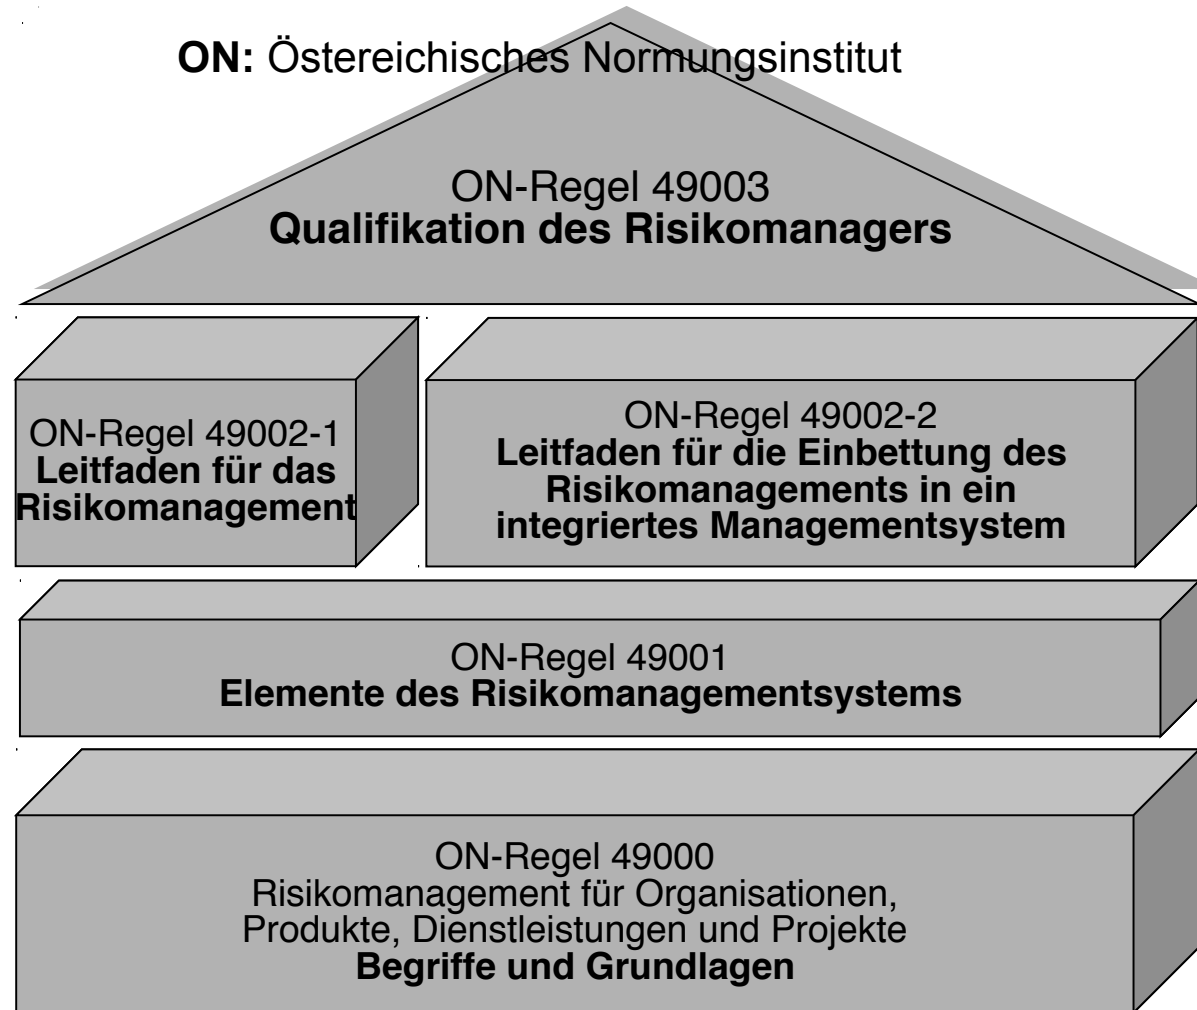 ON: Östereichisches Normungsinstitut
ON-Regel 49003
Qualifikation des Risikomanagers
ON-Regel 49002-1
Leitfaden für das
Risikomanagement
ON-Regel 49002-2
Leitfaden für die Einbettung des
Risikomanagements in ein
integriertes Managementsystem
ON-Regel 49001
Elemente des Risikomanagementsystems
ON-Regel 49000
Risikomanagement für Organisationen,
Produkte, Dienstleistungen und Projekte
Begriffe und Grundlagen